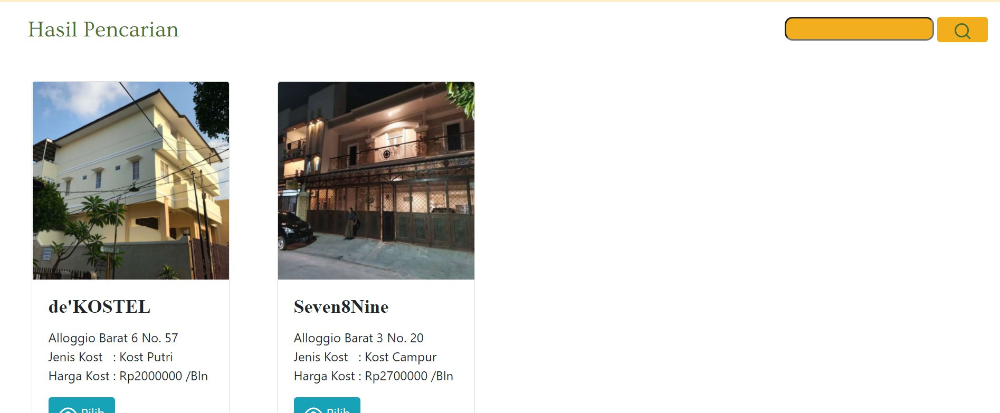 Hasil Pencarian
de'KOSTEL
Alloggio Barat 6 No. 57
Jenis Kost : Kost Putri
Harga Kost : Rp2000000 /Bln
Pilih
Seven8Nine
Alloggio Barat 3 No. 20
Jenis Kost : Kost Campur
Harga Kost : Rp2700000 /Bln
Pilih